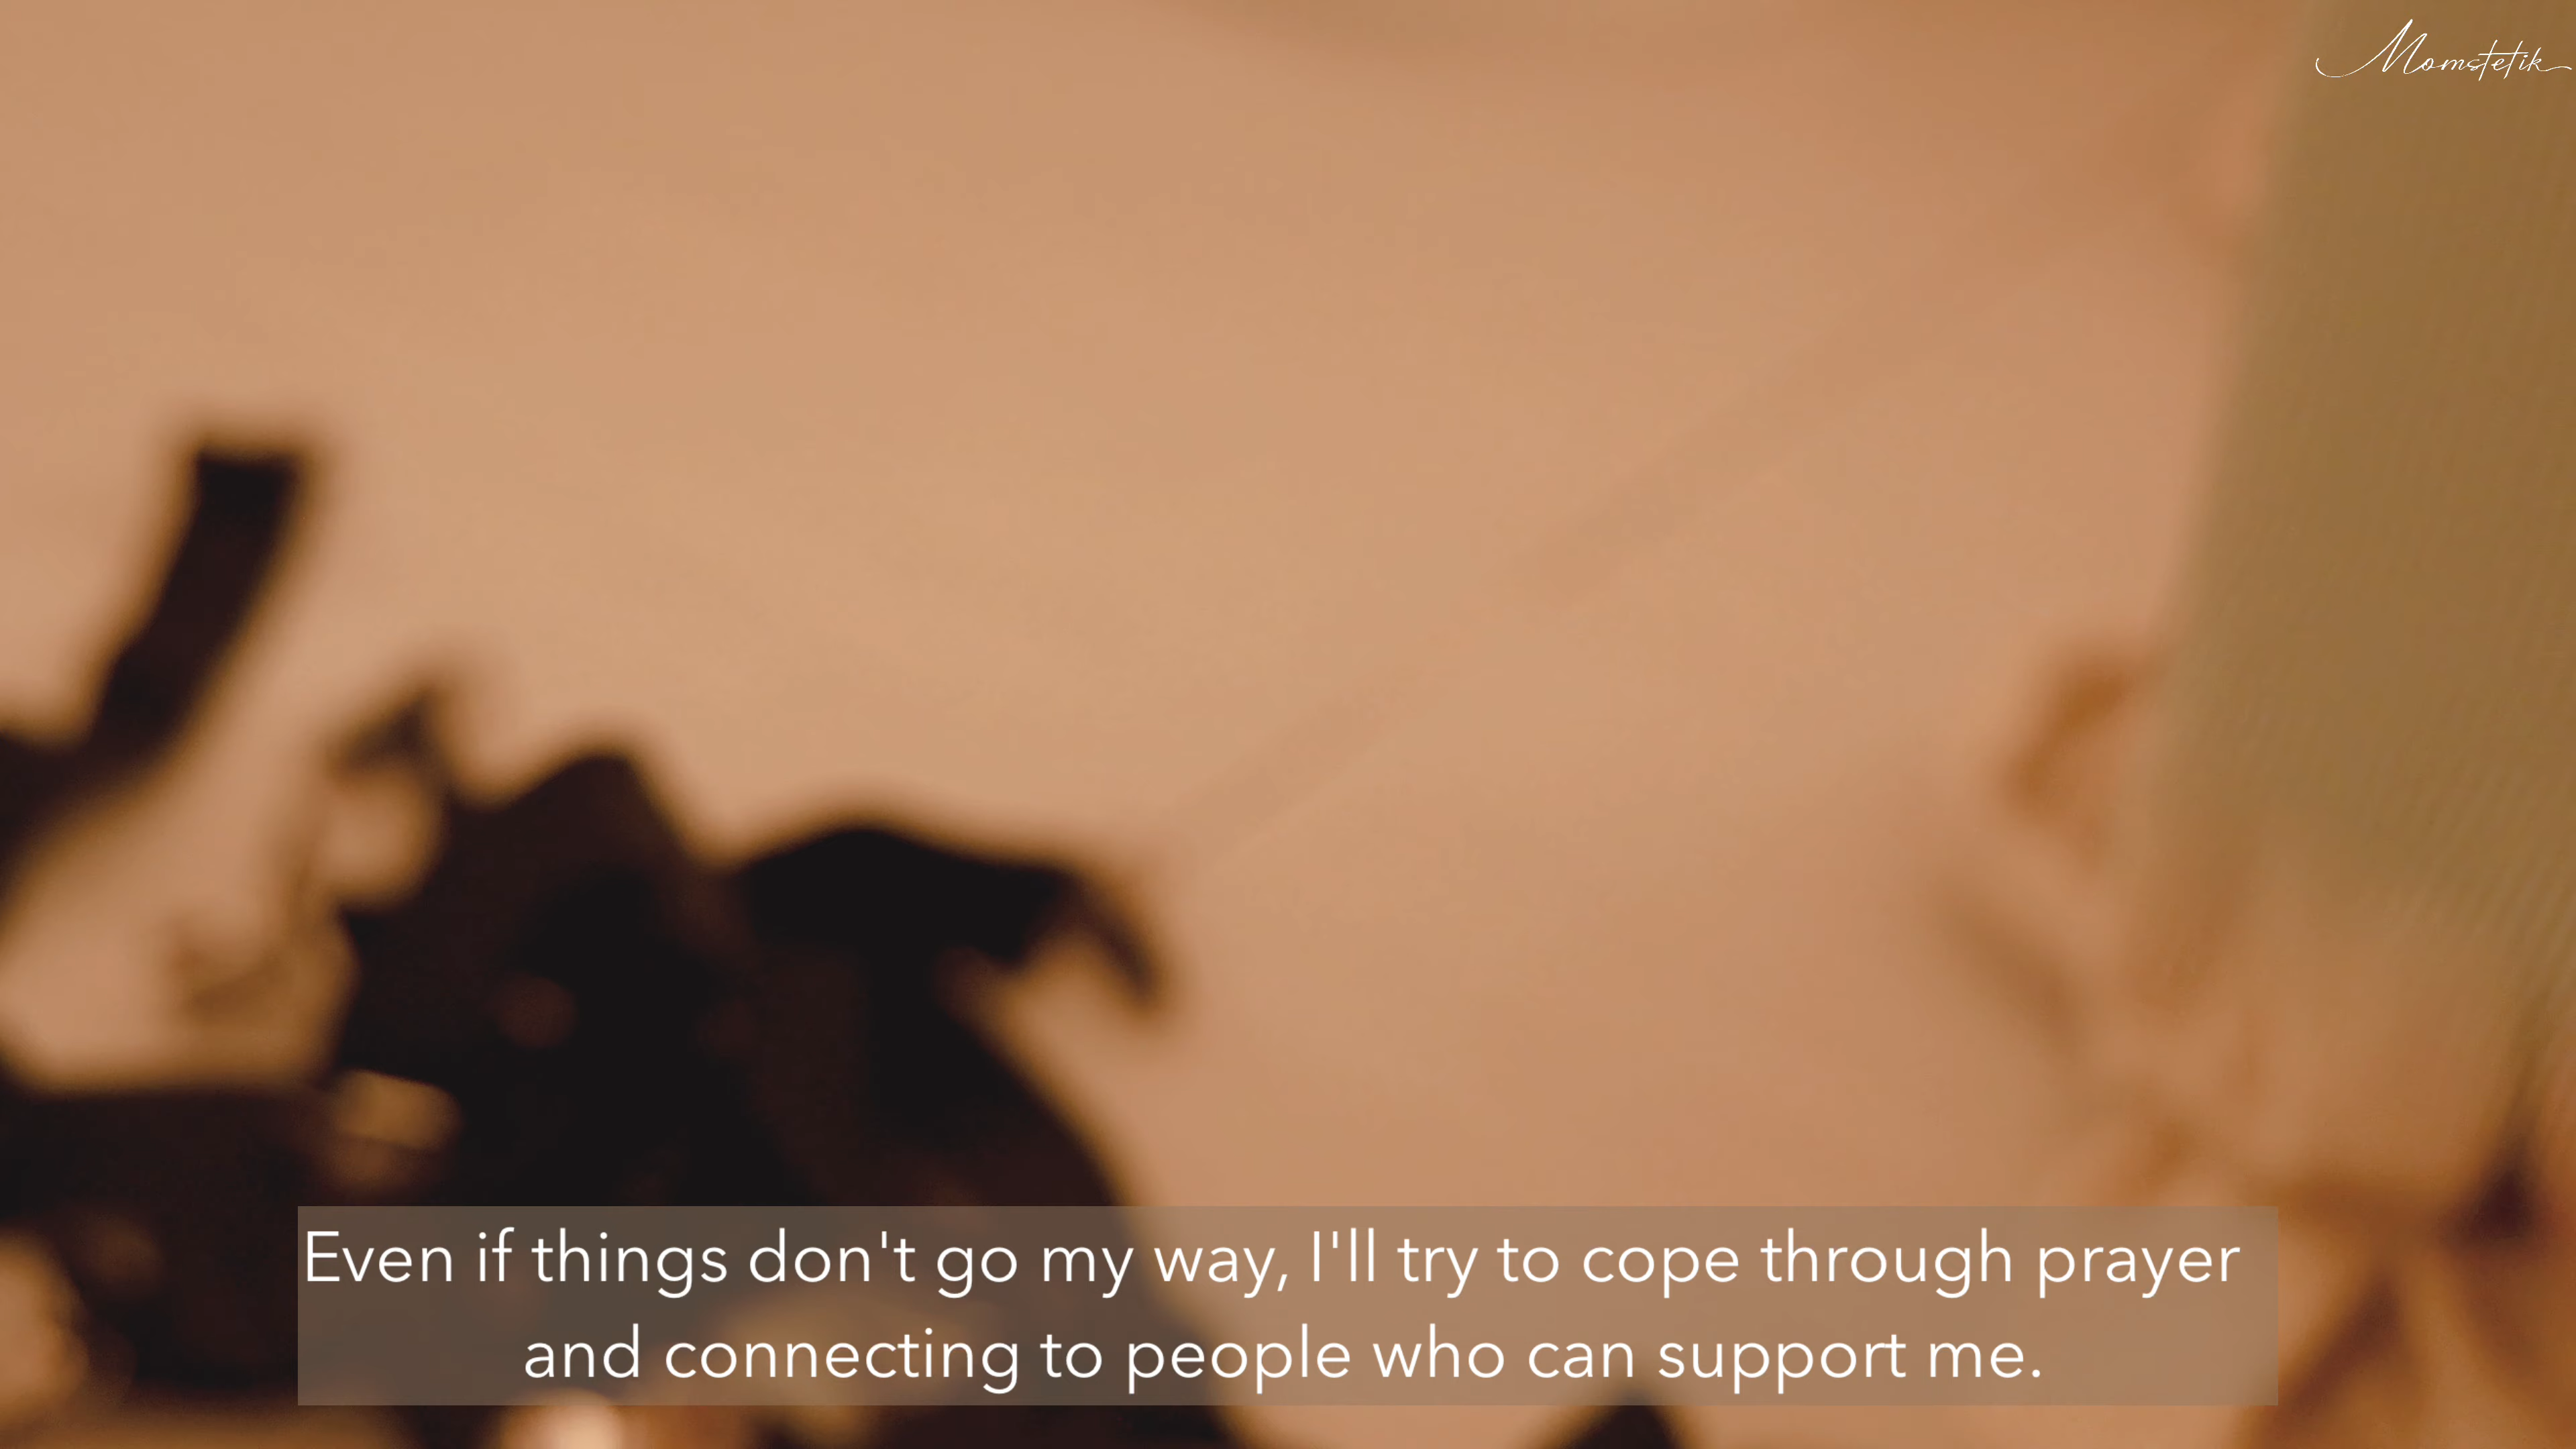 Momstetik
Even if things don't go my way, I'll try to cope through prayer
and connecting to people who can support me.